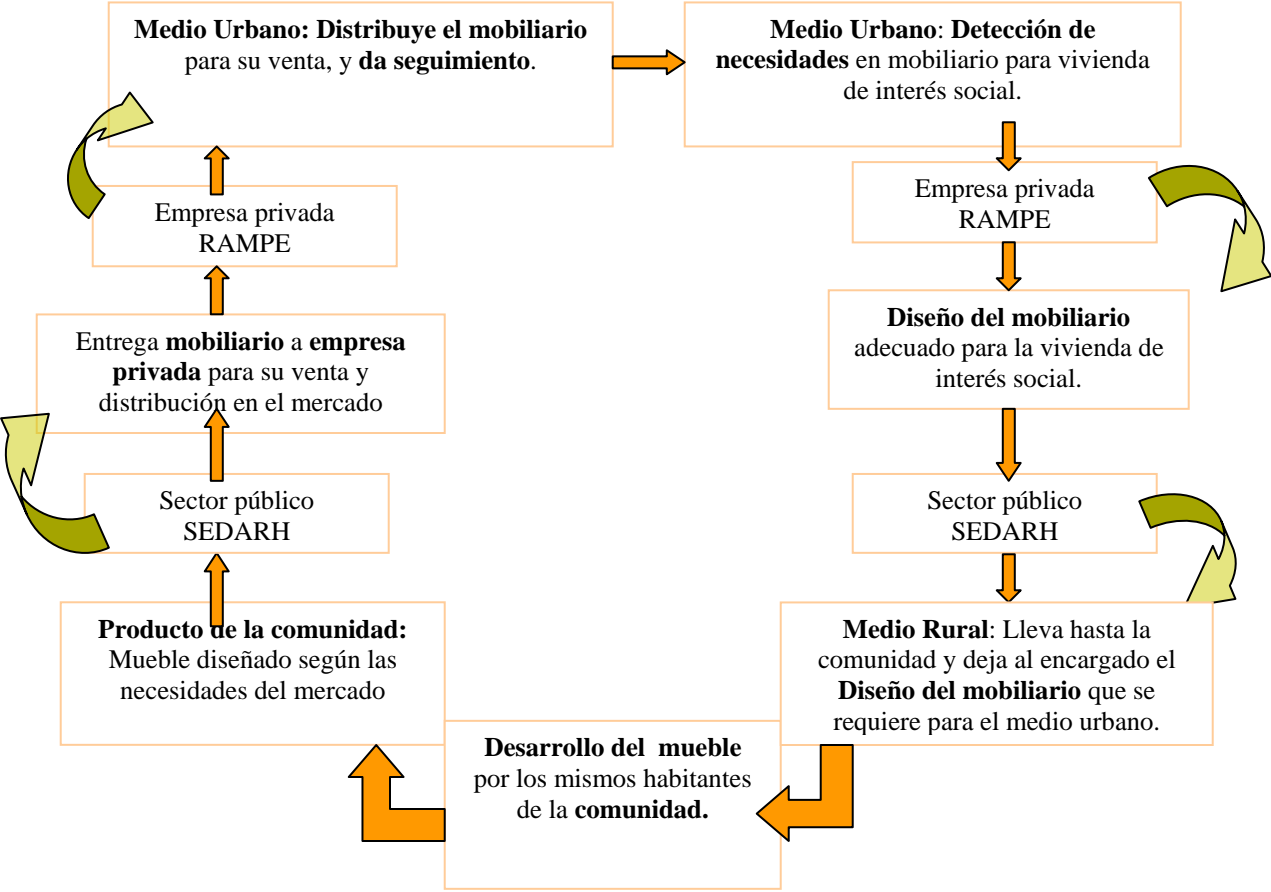 Medio Urbano: Distribuye el mobiliario
para su venta, y da seguimiento.
Medio Urbano: Detección de
necesidades en mobiliario para vivienda
de interés social.
Empresa privada
RAMPE
Diseño del mobiliario
adecuado para la vivienda de
interés social.
Sector público
SEDARH
Medio Rural: Lleva hasta la
comunidad y deja al encargado el
Diseño del mobiliario que se
requiere para el medio urbano.
Desarrollo del mueble
por los mismos habitantes
de la comunidad.
Producto de la comunidad:
Mueble diseñado según las
necesidades del mercado
Sector público
SEDARH
Entrega mobiliario a empresa
privada para su venta y
distribución en el mercado
Empresa privada
RAMPE